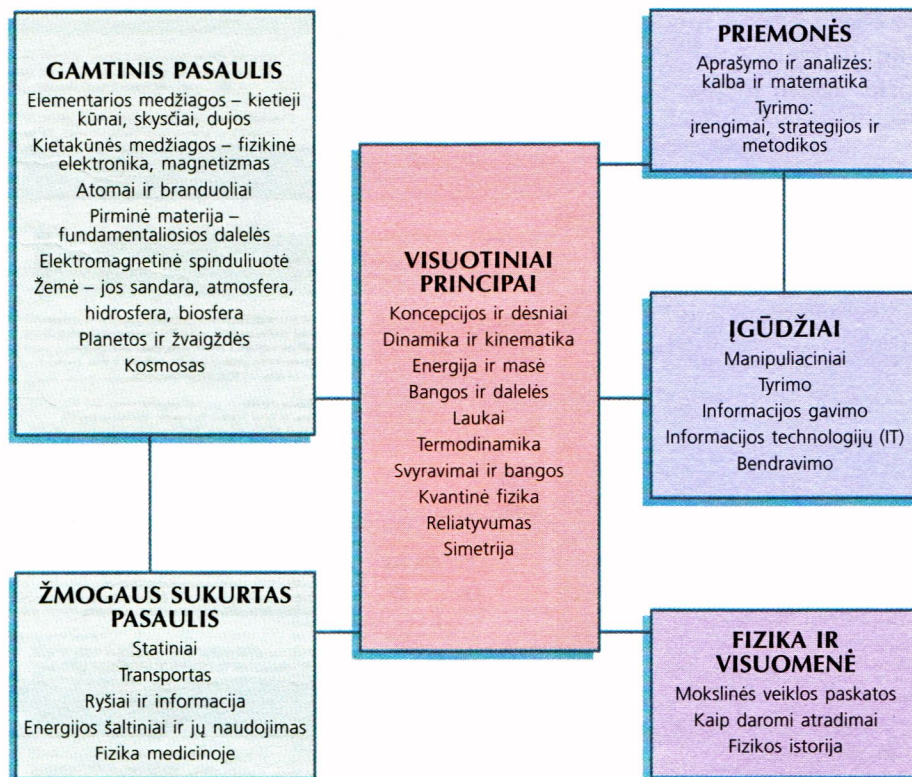 GAMTINIS PASAULIS
Elementarios medžiagos – kietieji
kūnai, skysčiai, dujos
Kietakūnės medžiagos – fizikinė
elektronika, magnetizmas
Atomai ir branduoliai
Pirminė materija –
fundamentaliosios dalelės
Elektromagnetinė spinduliuotė
Žemė – jos sandara, atmosfera,
hidrosfera, biosfera
Planetos ir žvaigždės
Kosmosas
ŽMOGAUS SUKURTAS
PASAULIS
Statiniai
Transportas
Ryšiai ir informacija
Energijos šaltiniai ir jų naudojimas
Fizika medicinoje
VISUOTINIAI
PRINCIPAI
Koncepcijos ir dėsniai
Dinamika ir kinematika
Energija ir masė
Bangos ir dalelės
Laukai
Termodinamika
Svyravimai ir bangos
Kvantinė fizika
Reliatyvumas
Simetrija
PRIEMONĖS
Aprašymo ir analizės:
kalba ir matematika
Tyrimo:
įrengimai, strategijos ir
metodikos
ĮGŪDŽIAI
Manipuliaciniai
Tyrimo
Informacijos gavimo
Informacijos technologijų (IT)
Bendravimo
FIZIKA IR
VISUOMENĖ
Mokslinės veiklos paskatos
Kaip daromi atradimai
Fizikos istorija